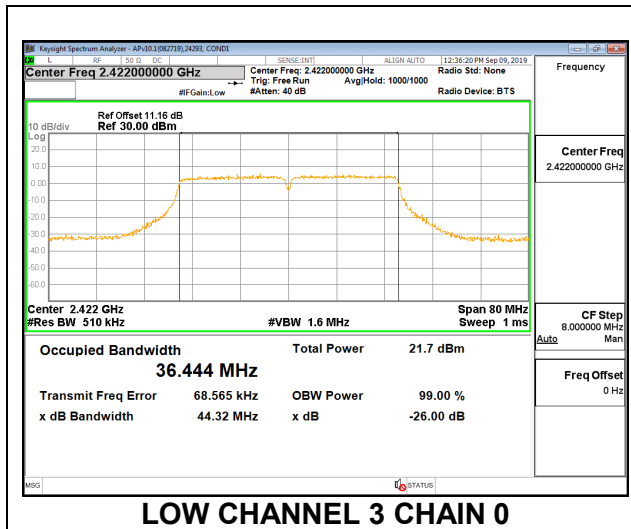 Keysight Spectrum Analyzer - APv10.1(082719),24293, COND1
L RF 50 Ω DC SENSE:INT ALIGN AUTO 12:36:20 PM Sep 09, 2019
Center Freq 2.422000000 GHz
Center Freq: 2.422000000 GHz
Radio Std: None
Trig: Free Run Avg|Hold: 1000/1000
#IFGain:Low #Atten: 40 dB Radio Device: BTS
Frequency
Ref Offset 11.16 dB
10 dB/div Ref 30.00 dBm
Log
20.0
10.0
0.00
-10.0
-20.0
-30.0
-40.0
-50.0
-60.0
Center 2.422 GHz Span 80 MHz
#Res BW 510 kHz #VBW 1.6 MHz Sweep 1 ms
Center Freq
2.422000000 GHz
CF Step
8.000000 MHz
Auto Man
Freq Offset
0 Hz
Occupied Bandwidth Total Power 21.7 dBm
36.444 MHz
Transmit Freq Error 68.565 kHz OBW Power 99.00 %
x dB Bandwidth 44.32 MHz x dB -26.00 dB
MSG STATUS
LOW CHANNEL 3 CHAIN 0